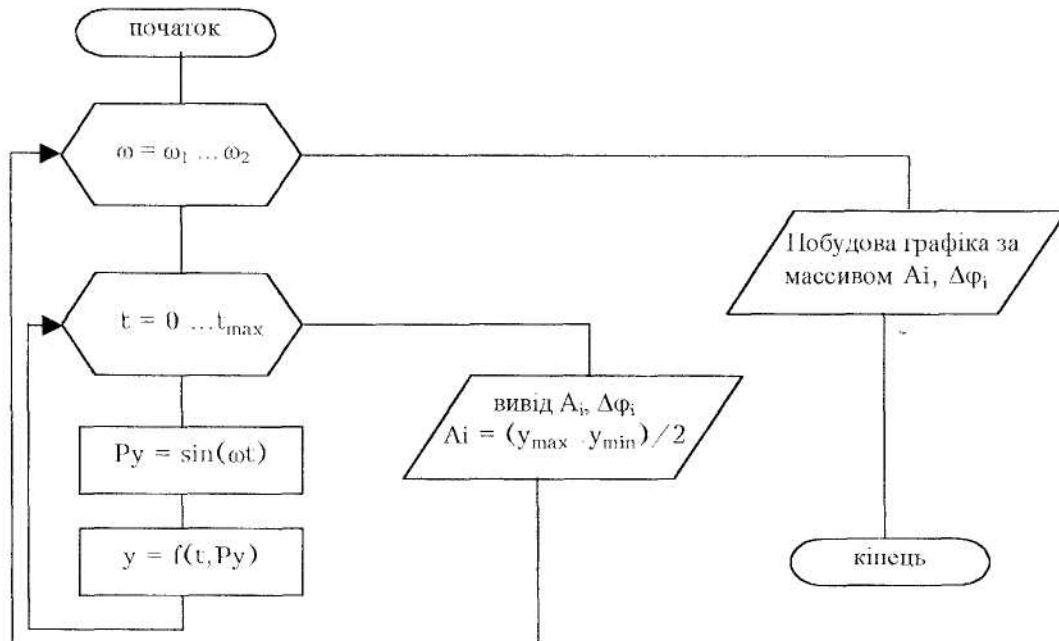 початок
ω = ω₁ ... ω₂
Побудова графіка за
массивом Ai, Δφᵢ
t = 0 ... tₘₐₓ
вивід Aᵢ, Δφᵢ
Ai = (yₘₐₓ - yₘᵢₙ)/2
Py = sin(ωt)
y = f(t,Py)
кінець